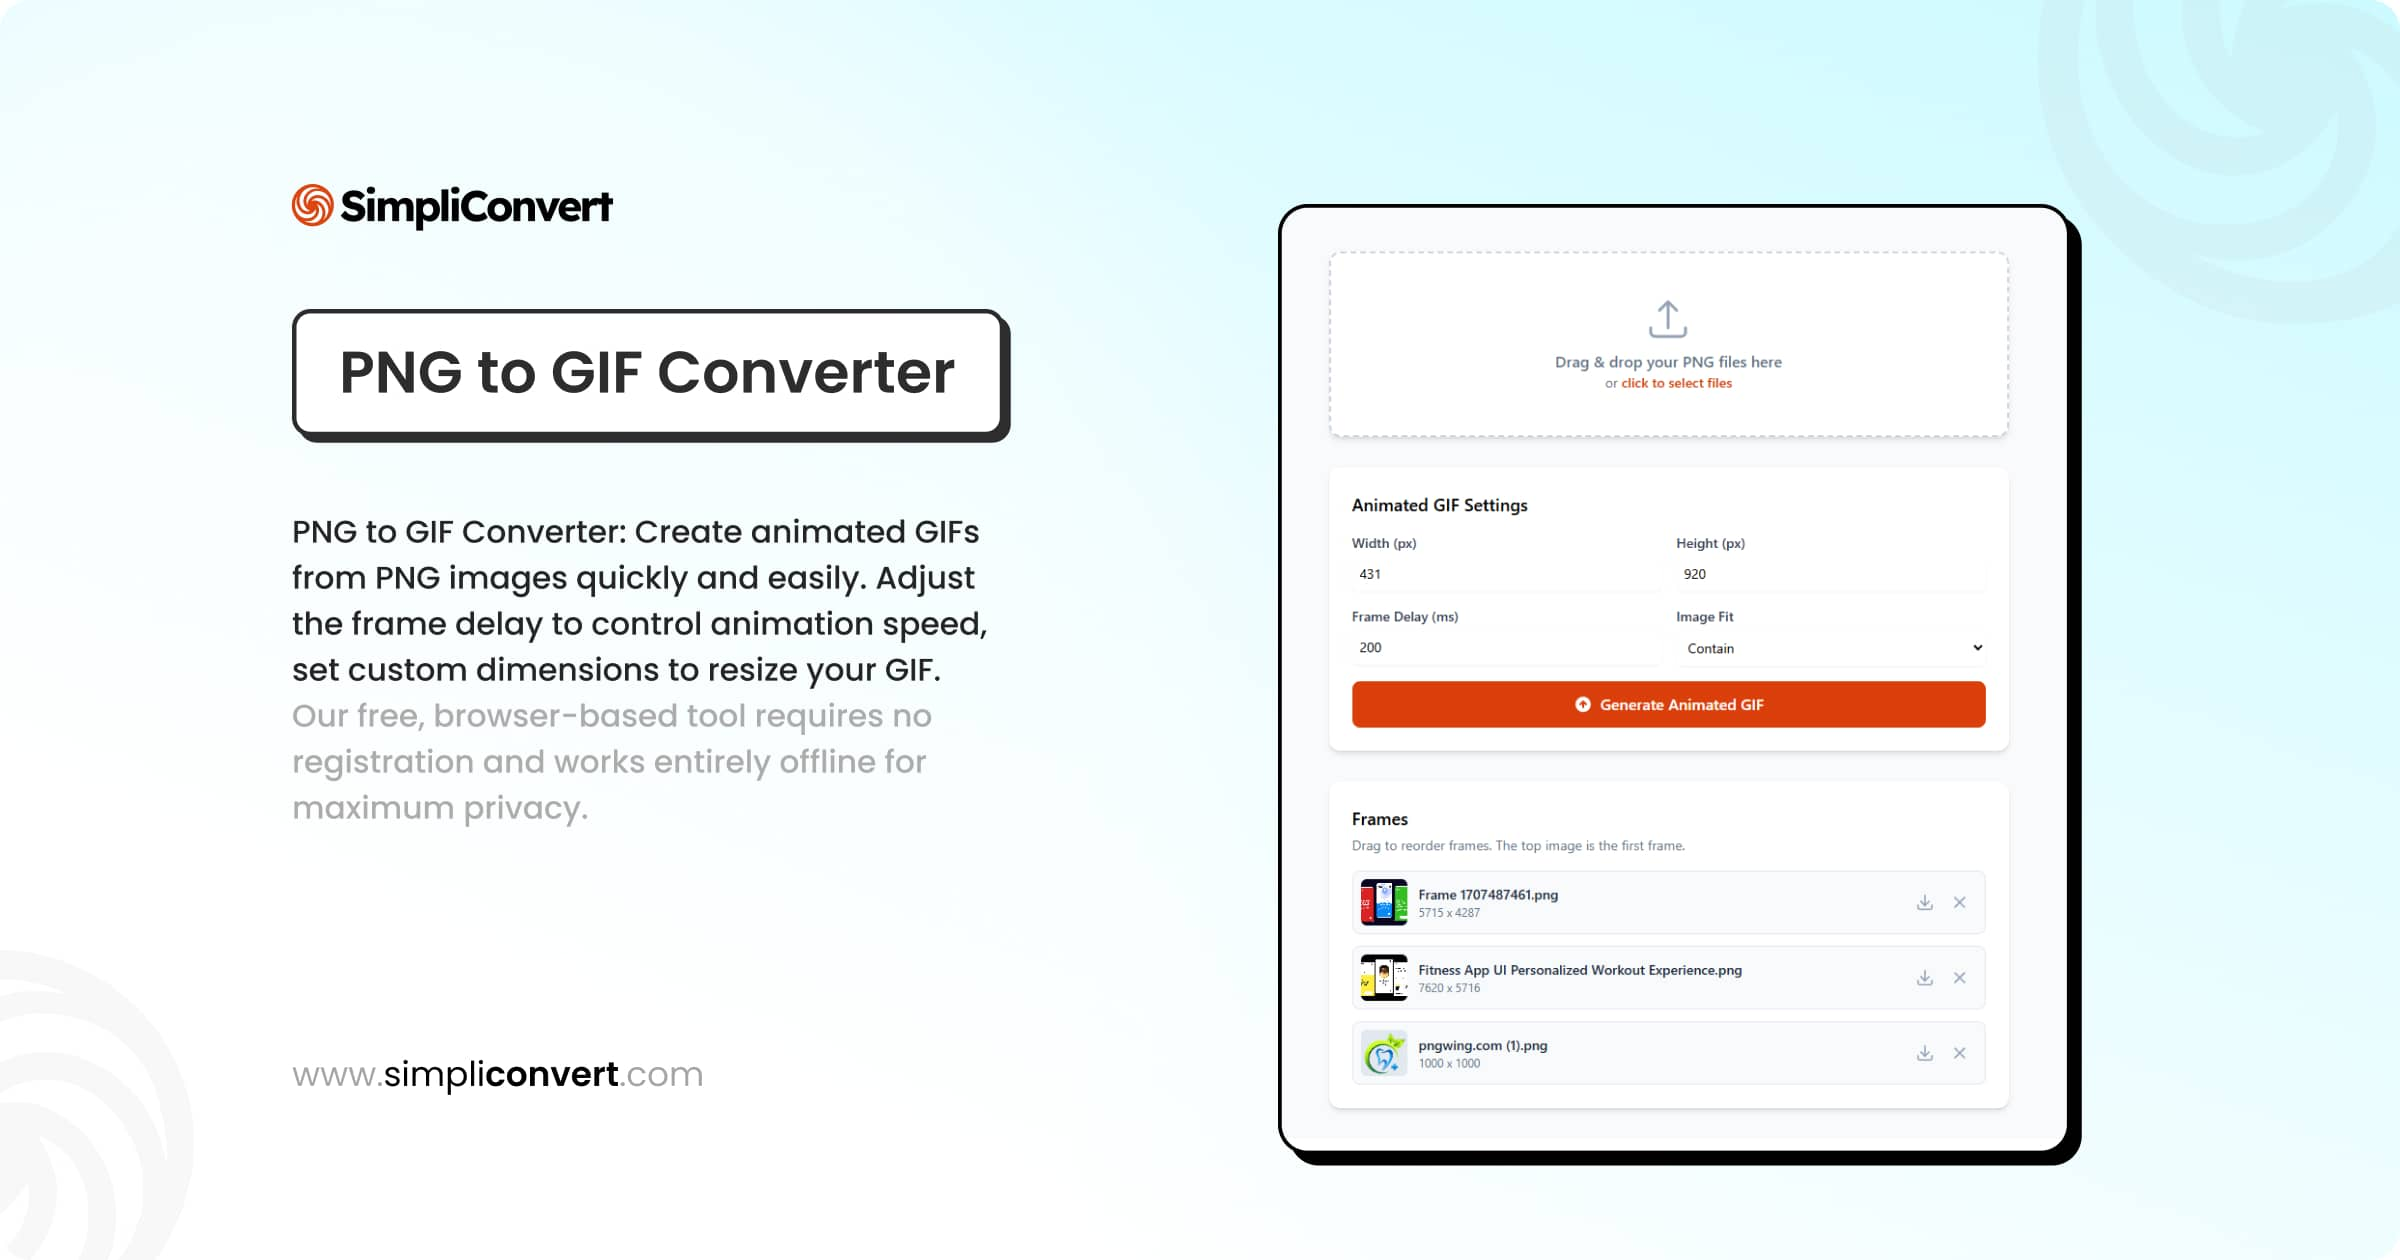 SimpliConvert
PNG to GIF Converter
PNG to GIF Converter: Create animated GIFs
from PNG images quickly and easily. Adjust
the frame delay to control animation speed,
set custom dimensions to resize your GIF.
Our free, browser-based tool requires no
registration and works entirely offline for
maximum privacy.
www.simpliconvert.com
Drag & drop your PNG files here
or click to select files
Animated GIF Settings
Width (px)
Height (px)
431
920
Frame Delay (ms)
Image Fit
200
Contain
Generate Animated GIF
Frames
Drag to reorder frames. The top image is the first frame.
Frame 1707487461.png
5715 x 4287
Fitness App UI Personalized Workout Experience.png
7620 x 5716
pngwing.com (1).png
1000 x 1000